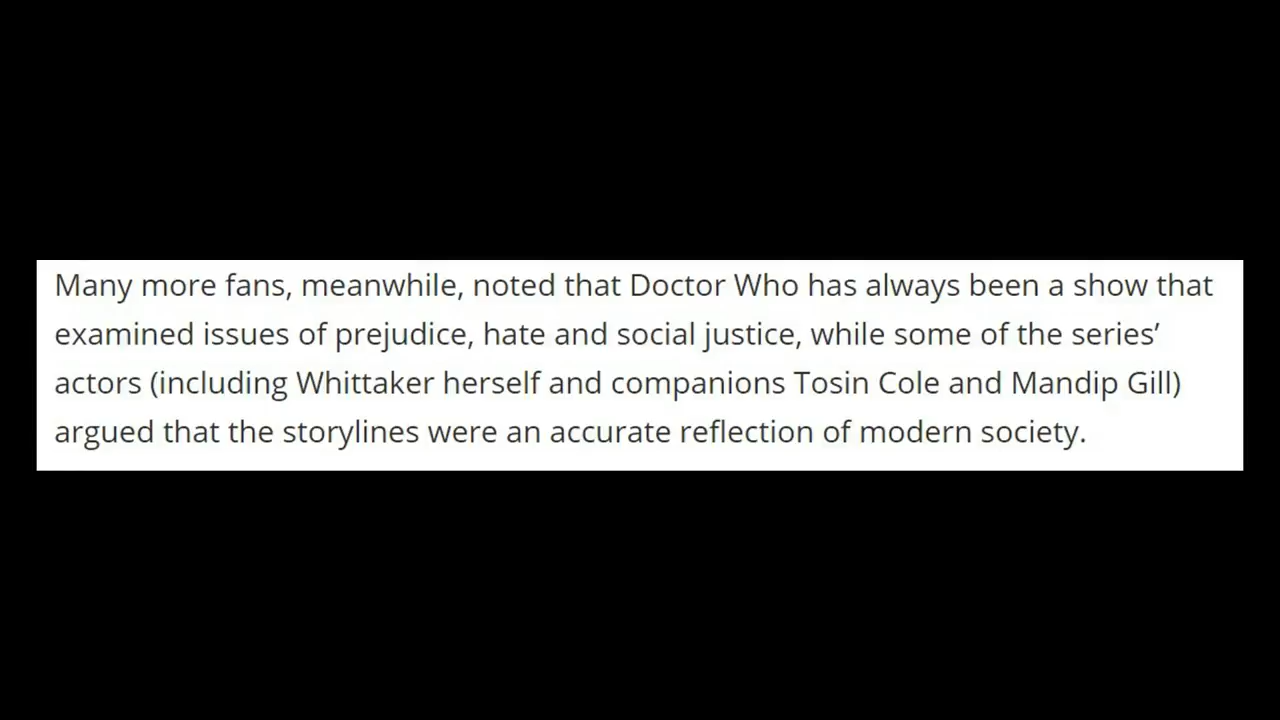 Many more fans, meanwhile, noted that Doctor Who has always been a show that
examined issues of prejudice, hate and social justice, while some of the series’
actors (including Whittaker herself and companions Tosin Cole and Mandip Gill)
argued that the storylines were an accurate reflection of modern society.